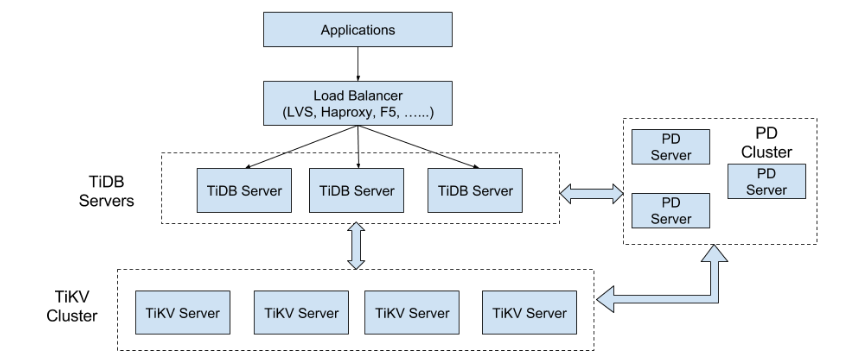 Applications
Load Balancer
(LVS, Haproxy, F5, …...)
TiDB
Servers
TiDB Server
TiDB Server
TiDB Server
PD
Cluster
PD
Server
PD
Server
PD
Server
TiKV
Cluster
TiKV Server
TiKV Server
TiKV Server
TiKV Server